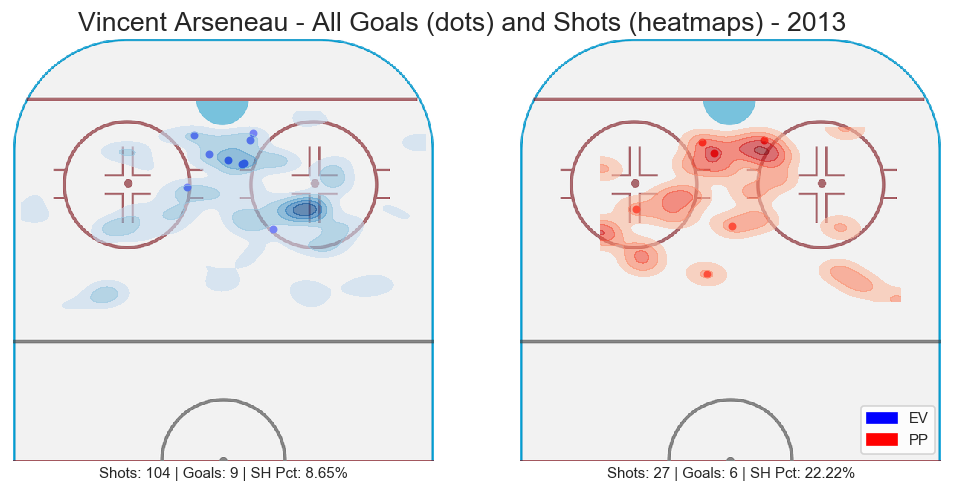 Vincent Arseneau - All Goals (dots) and Shots (heatmaps) - 2013
EV
PP
Shots: 104 | Goals: 9 | SH Pct: 8.65%
Shots: 27 | Goals: 6 | SH Pct: 22.22%